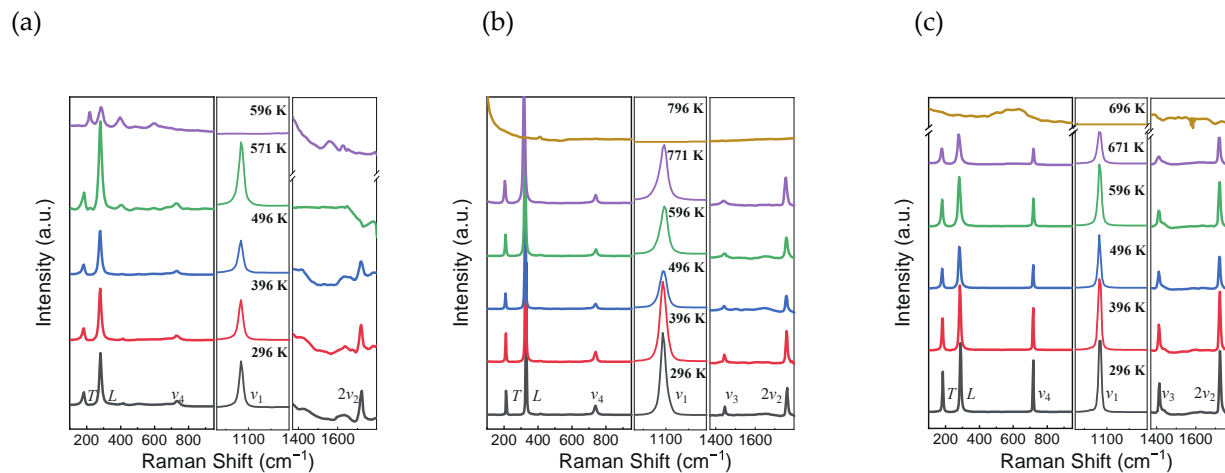 (a)
596 K
571 K
496 K
396 K
296 K
T L
ν4
ν1
2ν2
Intensity (a.u.)
100 400 600 800
1100
1400 1600
Raman Shift (cm−1)
(b)
796 K
771 K
596 K
496 K
396 K
296 K
T L
ν4
ν1
ν3
2ν2
Intensity (a.u.)
200 400 600 800
1100
1400 1600
Raman Shift (cm−1)
(c)
696 K
671 K
596 K
496 K
396 K
296 K
T L
ν4
ν1
ν3
2ν2
Intensity (a.u.)
200 400 600 800
1100
1400 1600
Raman Shift (cm−1)